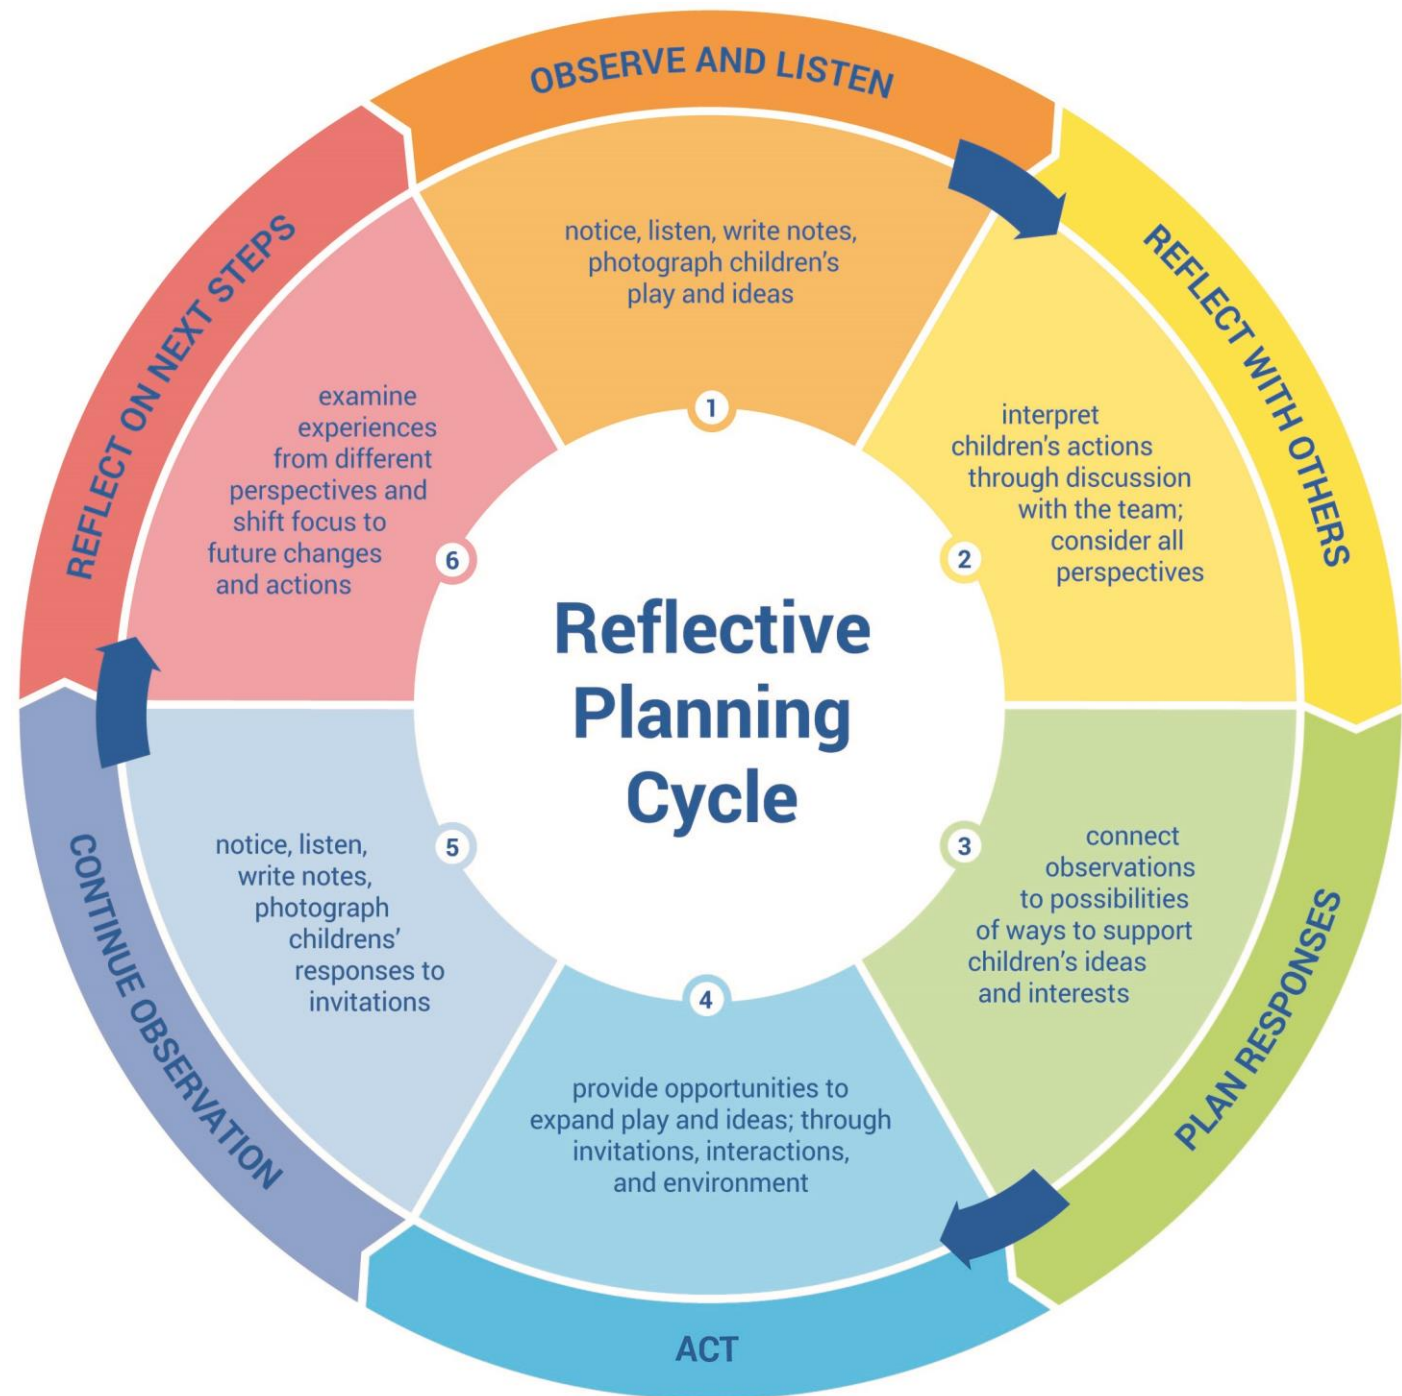 OBSERVE AND LISTEN
notice, listen, write notes,
photograph children’s
play and ideas
1
REFLECT WITH OTHERS
interpret
children's actions
through discussion
with the team;
consider all
perspectives
2
PLAN RESPONSES
connect
observations
to possibilities
of ways to support
children’s ideas
and interests
3
ACT
provide opportunities to
expand play and ideas; through
invitations, interactions,
and environment
4
CONTINUE OBSERVATION
notice, listen,
write notes,
photograph
childrens’
responses to
invitations
5
REFLECT ON NEXT STEPS
examine
experiences
from different
perspectives and
shift focus to
future changes
and actions
6
Reflective
Planning
Cycle